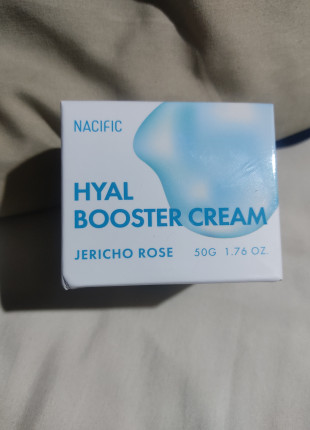 NACIFIC
HYAL
BOOSTER CREAM
JERICHO ROSE 50G 1.76 OZ.